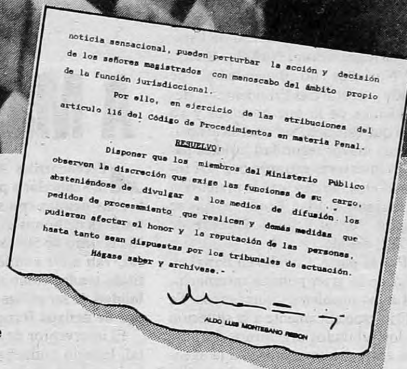 noticia sensacional, pueden perturbar la acción y decisión
de los señores magistrados con manoscabo del ámbito propio
de la función jurisdiccional.
Por ello, en ejercicio de las atribuciones del
artículo 116 del Código de Procedimientos en materia Penal.
RESUELVO:
Disponer que los miembros del Ministerio Público
observen la discreción que exige las funciones de su cargo,
absteniéndose de divulgar a los medios de difusión los
pedidos de procesamiento que realicen y demás medidas que
pudieran afectar el honor y la reputación de las personas,
hasta tanto sean dispuestas por los tribunales de actuación.
Hágase saber y archívese.-
ALDO LUIS MONTESANO REBON